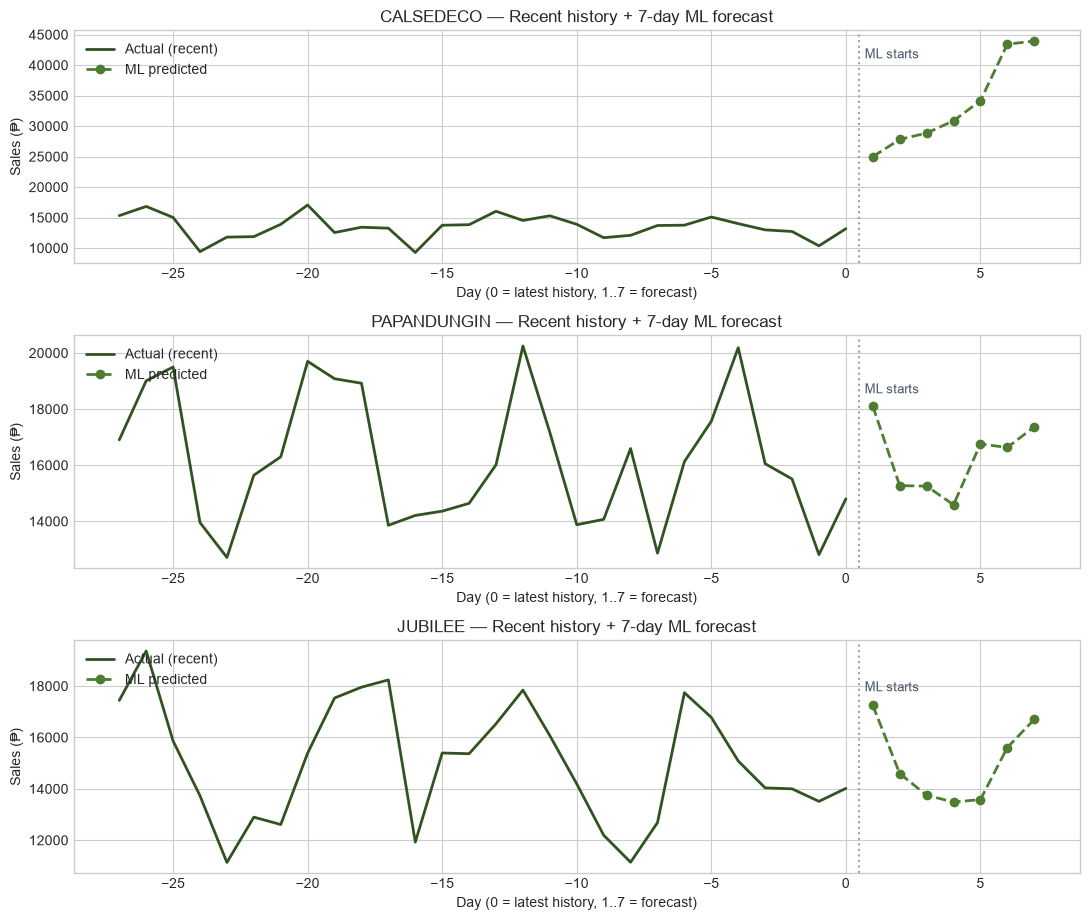 CALSEDECO — Recent history + 7-day ML forecast
Actual (recent)
ML predicted
ML starts
Sales (₱)
45000
40000
35000
30000
25000
20000
15000
10000
−25 −20 −15 −10 −5 0 5
Day (0 = latest history, 1..7 = forecast)
PAPANDUNGIN — Recent history + 7-day ML forecast
Actual (recent)
ML predicted
ML starts
Sales (₱)
20000
18000
16000
14000
−25 −20 −15 −10 −5 0 5
Day (0 = latest history, 1..7 = forecast)
JUBILEE — Recent history + 7-day ML forecast
Actual (recent)
ML predicted
ML starts
Sales (₱)
18000
16000
14000
12000
−25 −20 −15 −10 −5 0 5
Day (0 = latest history, 1..7 = forecast)